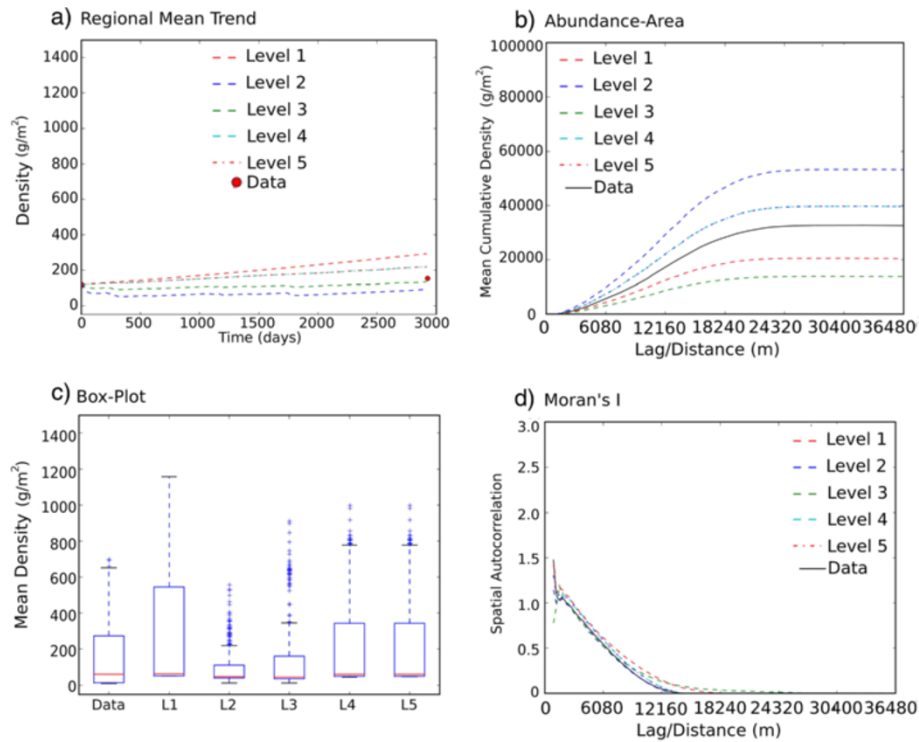 a) Regional Mean Trend
1400
1200
1000
800
600
400
200
0
Density (g/m²)
Level 1
Level 2
Level 3
Level 4
Level 5
Data
0 500 1000 1500 2000 2500 3000
Time (days)
b) Abundance-Area
100000
80000
60000
40000
20000
0
Mean Cumulative Density (g/m²)
Level 1
Level 2
Level 3
Level 4
Level 5
Data
0 6080 12160 18240 24320 30400 36480
Lag/Distance (m)
c) Box-Plot
1400
1200
1000
800
600
400
200
0
Mean Density (g/m²)
Data L1 L2 L3 L4 L5
d) Moran's I
3.0
2.5
2.0
1.5
1.0
0.5
0
Spatial Autocorrelation
Level 1
Level 2
Level 3
Level 4
Level 5
Data
0 6080 12160 18240 24320 30400 36480
Lag/Distance (m)